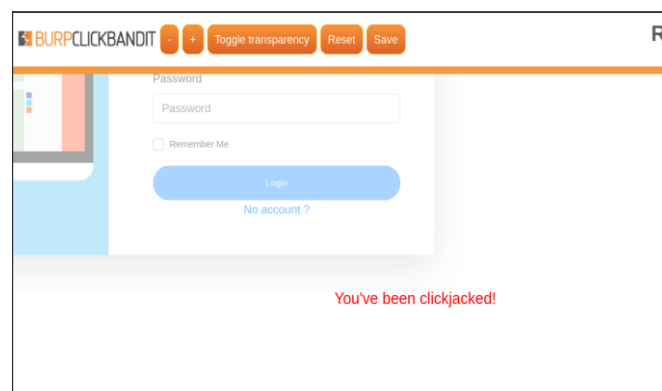 BURPCLICKBANDIT - + Toggle transparency Reset Save R
Password
Password
Remember Me
Login
No account ?
You've been clickjacked!